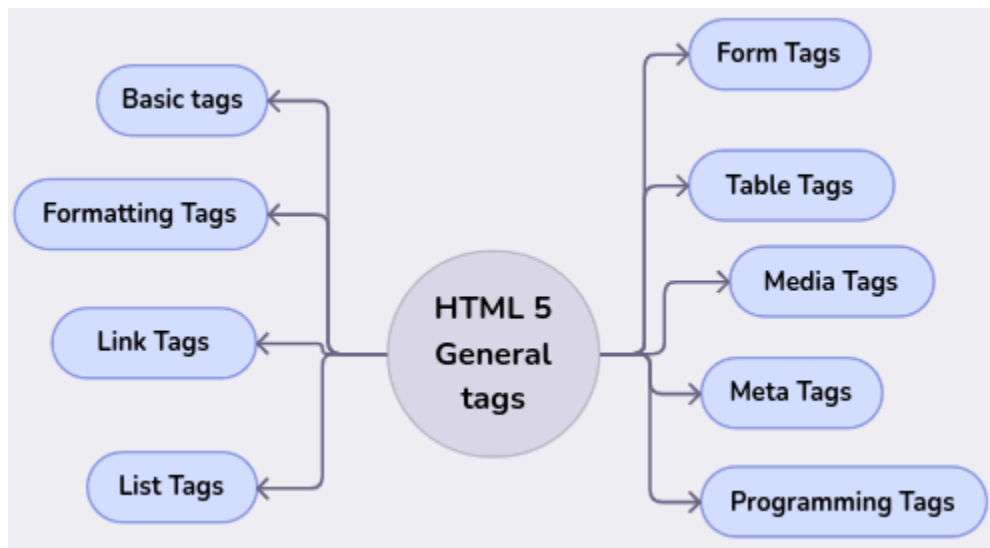 Basic tags
Formatting Tags
Link Tags
List Tags
HTML 5
General
tags
Form Tags
Table Tags
Media Tags
Meta Tags
Programming Tags